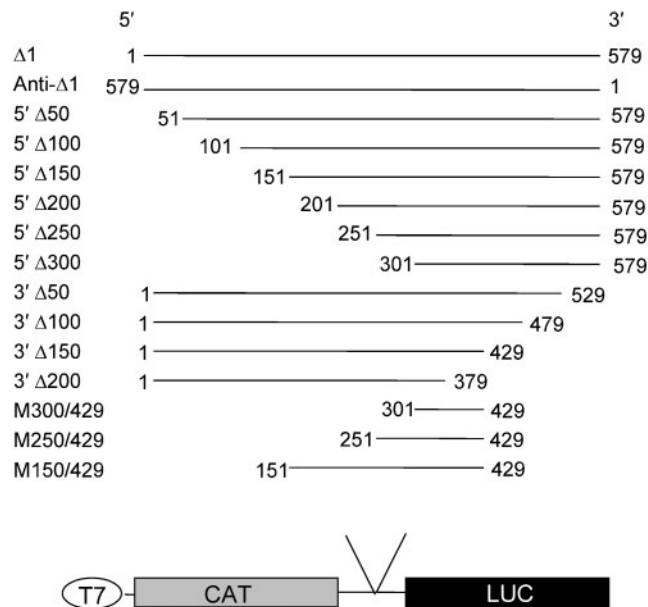 5′ 3′
Δ1 1 579
Anti-Δ1 579 1
5′ Δ50 51 579
5′ Δ100 101 579
5′ Δ150 151 579
5′ Δ200 201 579
5′ Δ250 251 579
5′ Δ300 301 579
3′ Δ50 1 529
3′ Δ100 1 479
3′ Δ150 1 429
3′ Δ200 1 379
M300/429 301 429
M250/429 251 429
M150/429 151 429
T7 CAT LUC